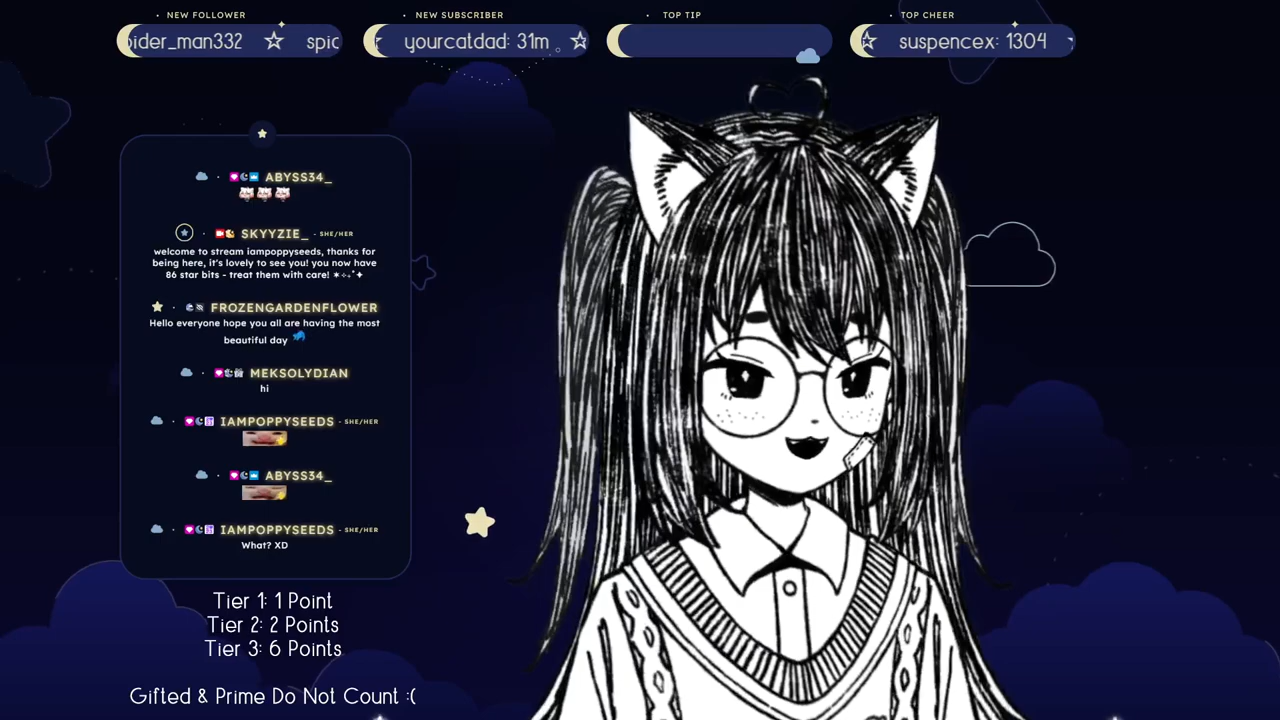 NEW FOLLOWER
ider_man332
spic
NEW SUBSCRIBER
yourcatdad: 31m
TOP TIP
TOP CHEER
suspencex: 1304
ABYSS34_
SKYYZIE_ - SHE/HER
welcome to stream iampoppyseeds, thanks for
being here, it's lovely to see you! you now have
86 star bits - treat them with care!
FROZENGARDENFLOWER
Hello everyone hope you all are having the most
beautiful day
MEKSOLYDIAN
hi
IAMPOPPYSEEDS - SHE/HER
ABYSS34_
IAMPOPPYSEEDS - SHE/HER
What? XD
Tier 1: 1 Point
Tier 2: 2 Points
Tier 3: 6 Points
Gifted & Prime Do Not Count :(